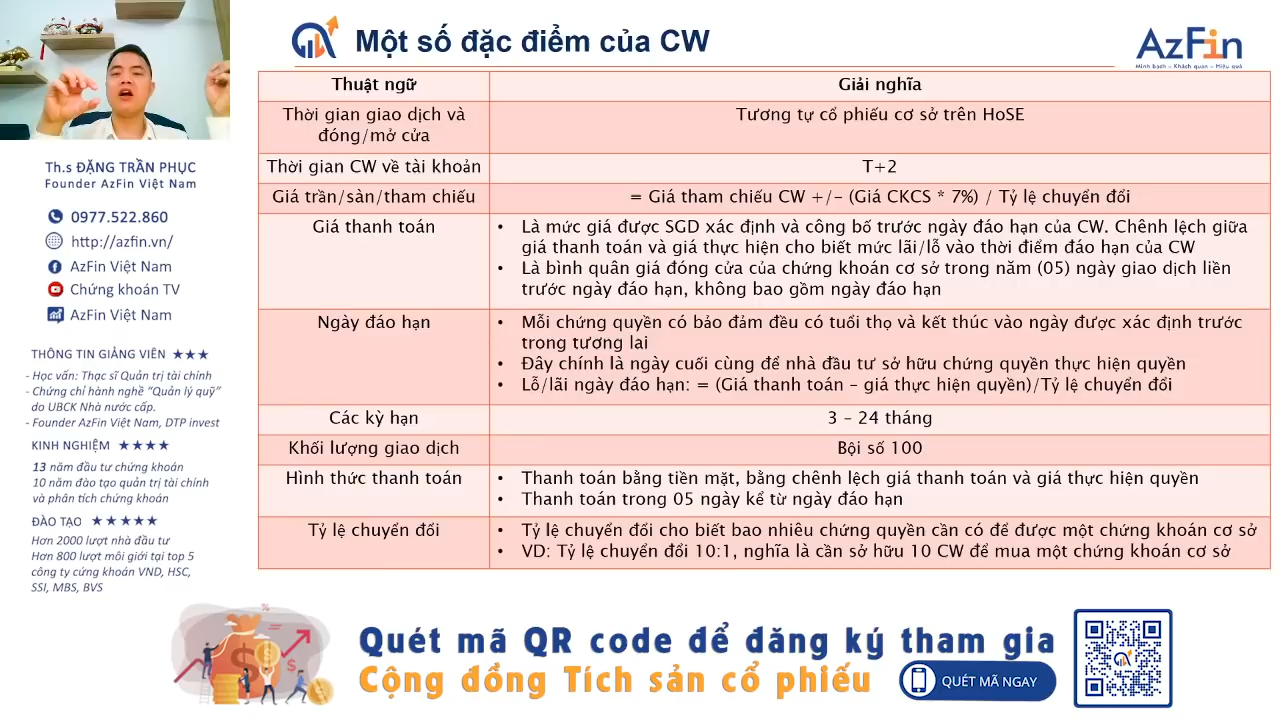 Một số đặc điểm của CW
AzFin
Minh bạch – Khách quan – Hiệu quả
Th.s ĐẶNG TRẦN PHỤC
Founder AzFin Việt Nam
0977.522.860
http://azfin.vn/
AzFin Việt Nam
Chứng khoán TV
AzFin Việt Nam
THÔNG TIN GIẢNG VIÊN ★★★
- Học vấn: Thạc sĩ Quản trị tài chính
- Chứng chỉ hành nghề "Quản lý quỹ"
do UBCK Nhà nước cấp.
- Founder AzFin Việt Nam, DTP invest
KINH NGHIỆM ★★★★
13 năm đầu tư chứng khoán
10 năm đào tạo quản trị tài chính
và phân tích chứng khoán
ĐÀO TẠO ★★★★★
Hơn 2000 lượt nhà đầu tư
Hơn 800 lượt môi giới tại top 5
công ty cứng khoán VND, HSC,
SSI, MBS, BVS
Thuật ngữ
Giải nghĩa
Thời gian giao dịch và
đóng/mở cửa
Tương tự cổ phiếu cơ sở trên HoSE
Thời gian CW về tài khoản
T+2
Giá trần/sàn/tham chiếu
= Giá tham chiếu CW +/- (Giá CKCS * 7%) / Tỷ lệ chuyển đổi
Giá thanh toán
• Là mức giá được SGD xác định và công bố trước ngày đáo hạn của CW. Chênh lệch giữa
giá thanh toán và giá thực hiện cho biết mức lãi/lỗ vào thời điểm đáo hạn của CW
• Là bình quân giá đóng cửa của chứng khoán cơ sở trong năm (05) ngày giao dịch liền
trước ngày đáo hạn, không bao gồm ngày đáo hạn
Ngày đáo hạn
• Mỗi chứng quyền có bảo đảm đều có tuổi thọ và kết thúc vào ngày được xác định trước
trong tương lai
• Đây chính là ngày cuối cùng để nhà đầu tư sở hữu chứng quyền thực hiện quyền
• Lỗ/lãi ngày đáo hạn: = (Giá thanh toán – giá thực hiện quyền)/Tỷ lệ chuyển đổi
Các kỳ hạn
3 – 24 tháng
Khối lượng giao dịch
Bội số 100
Hình thức thanh toán
• Thanh toán bằng tiền mặt, bằng chênh lệch giá thanh toán và giá thực hiện quyền
• Thanh toán trong 05 ngày kể từ ngày đáo hạn
Tỷ lệ chuyển đổi
• Tỷ lệ chuyển đổi cho biết bao nhiêu chứng quyền cần có để được một chứng khoán cơ sở
• VD: Tỷ lệ chuyển đổi 10:1, nghĩa là cần sở hữu 10 CW để mua một chứng khoán cơ sở
Quét mã QR code để đăng ký tham gia
Cộng đồng Tích sản cổ phiếu
QUÉT MÃ NGAY